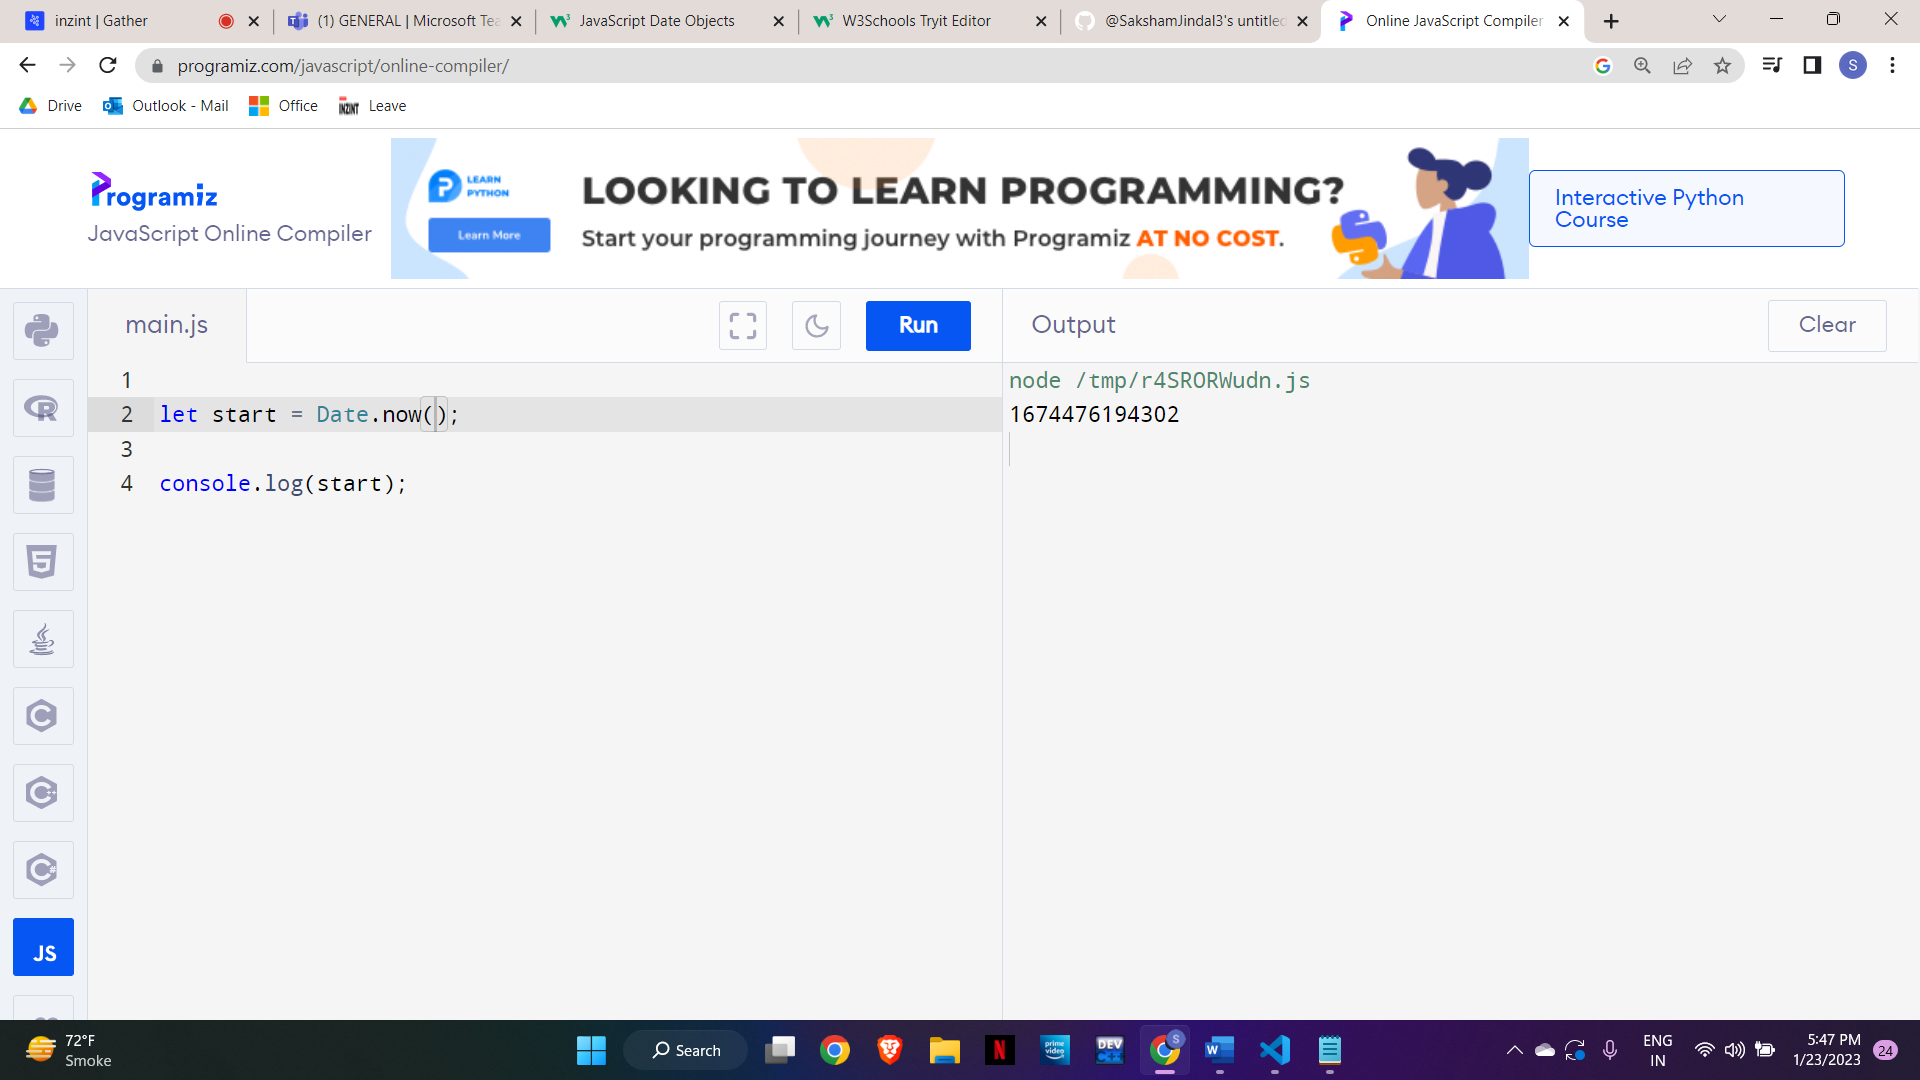 inzint | Gather
(1) GENERAL | Microsoft Tea
JavaScript Date Objects
W3Schools Tryit Editor
@SakshamJindal3's untitled
Online JavaScript Compiler
programiz.com/javascript/online-compiler/
S
Drive
Outlook - Mail
Office
INZINT
Leave
Programiz
JavaScript Online Compiler
LEARN
PYTHON
Learn More
LOOKING TO LEARN PROGRAMMING?
Start your programming journey with Programiz AT NO COST.
Interactive Python
Course
main.js
Run
Output
Clear
1
2 let start = Date.now();
3
4 console.log(start);
node /tmp/r4SRORWudn.js
1674476194302
JS
72°F
Smoke
Search
N
prime
video
DEV
C++
S
W
ENG
IN
5:47 PM
1/23/2023
24